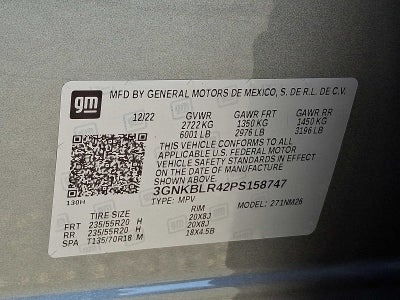 gm MFD BY GENERAL MOTORS DE MEXICO, S. DE R.L. DE C.V.
12/22 GVWR GAWR FRT GAWR RR
2722 KG 1350 KG 1450 KG
6001 LB 2976 LB 3196 LB
THIS VEHICLE CONFORMS TO ALL
APPLICABLE U.S. FEDERAL MOTOR
VEHICLE SAFETY STANDARDS IN EFFECT
ON THE DATE OF MANUFACTURE SHOWN ABOVE.
3GNKBLR42PS158747
130H TYPE: MPV MODEL: 271NM26
TIRE SIZE RIM
FRT 235/55R20 H 20X8J
RR 235/55R20 H 20X8J
SPA T135/70R18 M 18X4.5B